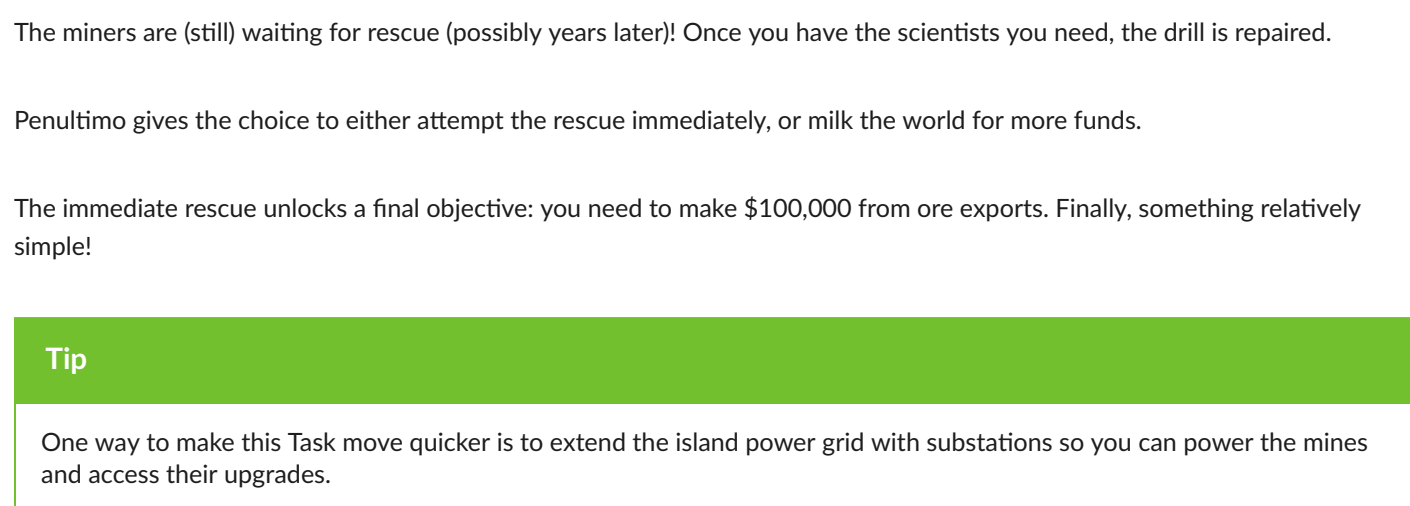 The miners are (still) waiting for rescue (possibly years later)! Once you have the scientists you need, the drill is repaired.
Penultimo gives the choice to either attempt the rescue immediately, or milk the world for more funds.
The immediate rescue unlocks a final objective: you need to make $100,000 from ore exports. Finally, something relatively
simple!
Tip
One way to make this Task move quicker is to extend the island power grid with substations so you can power the mines
and access their upgrades.